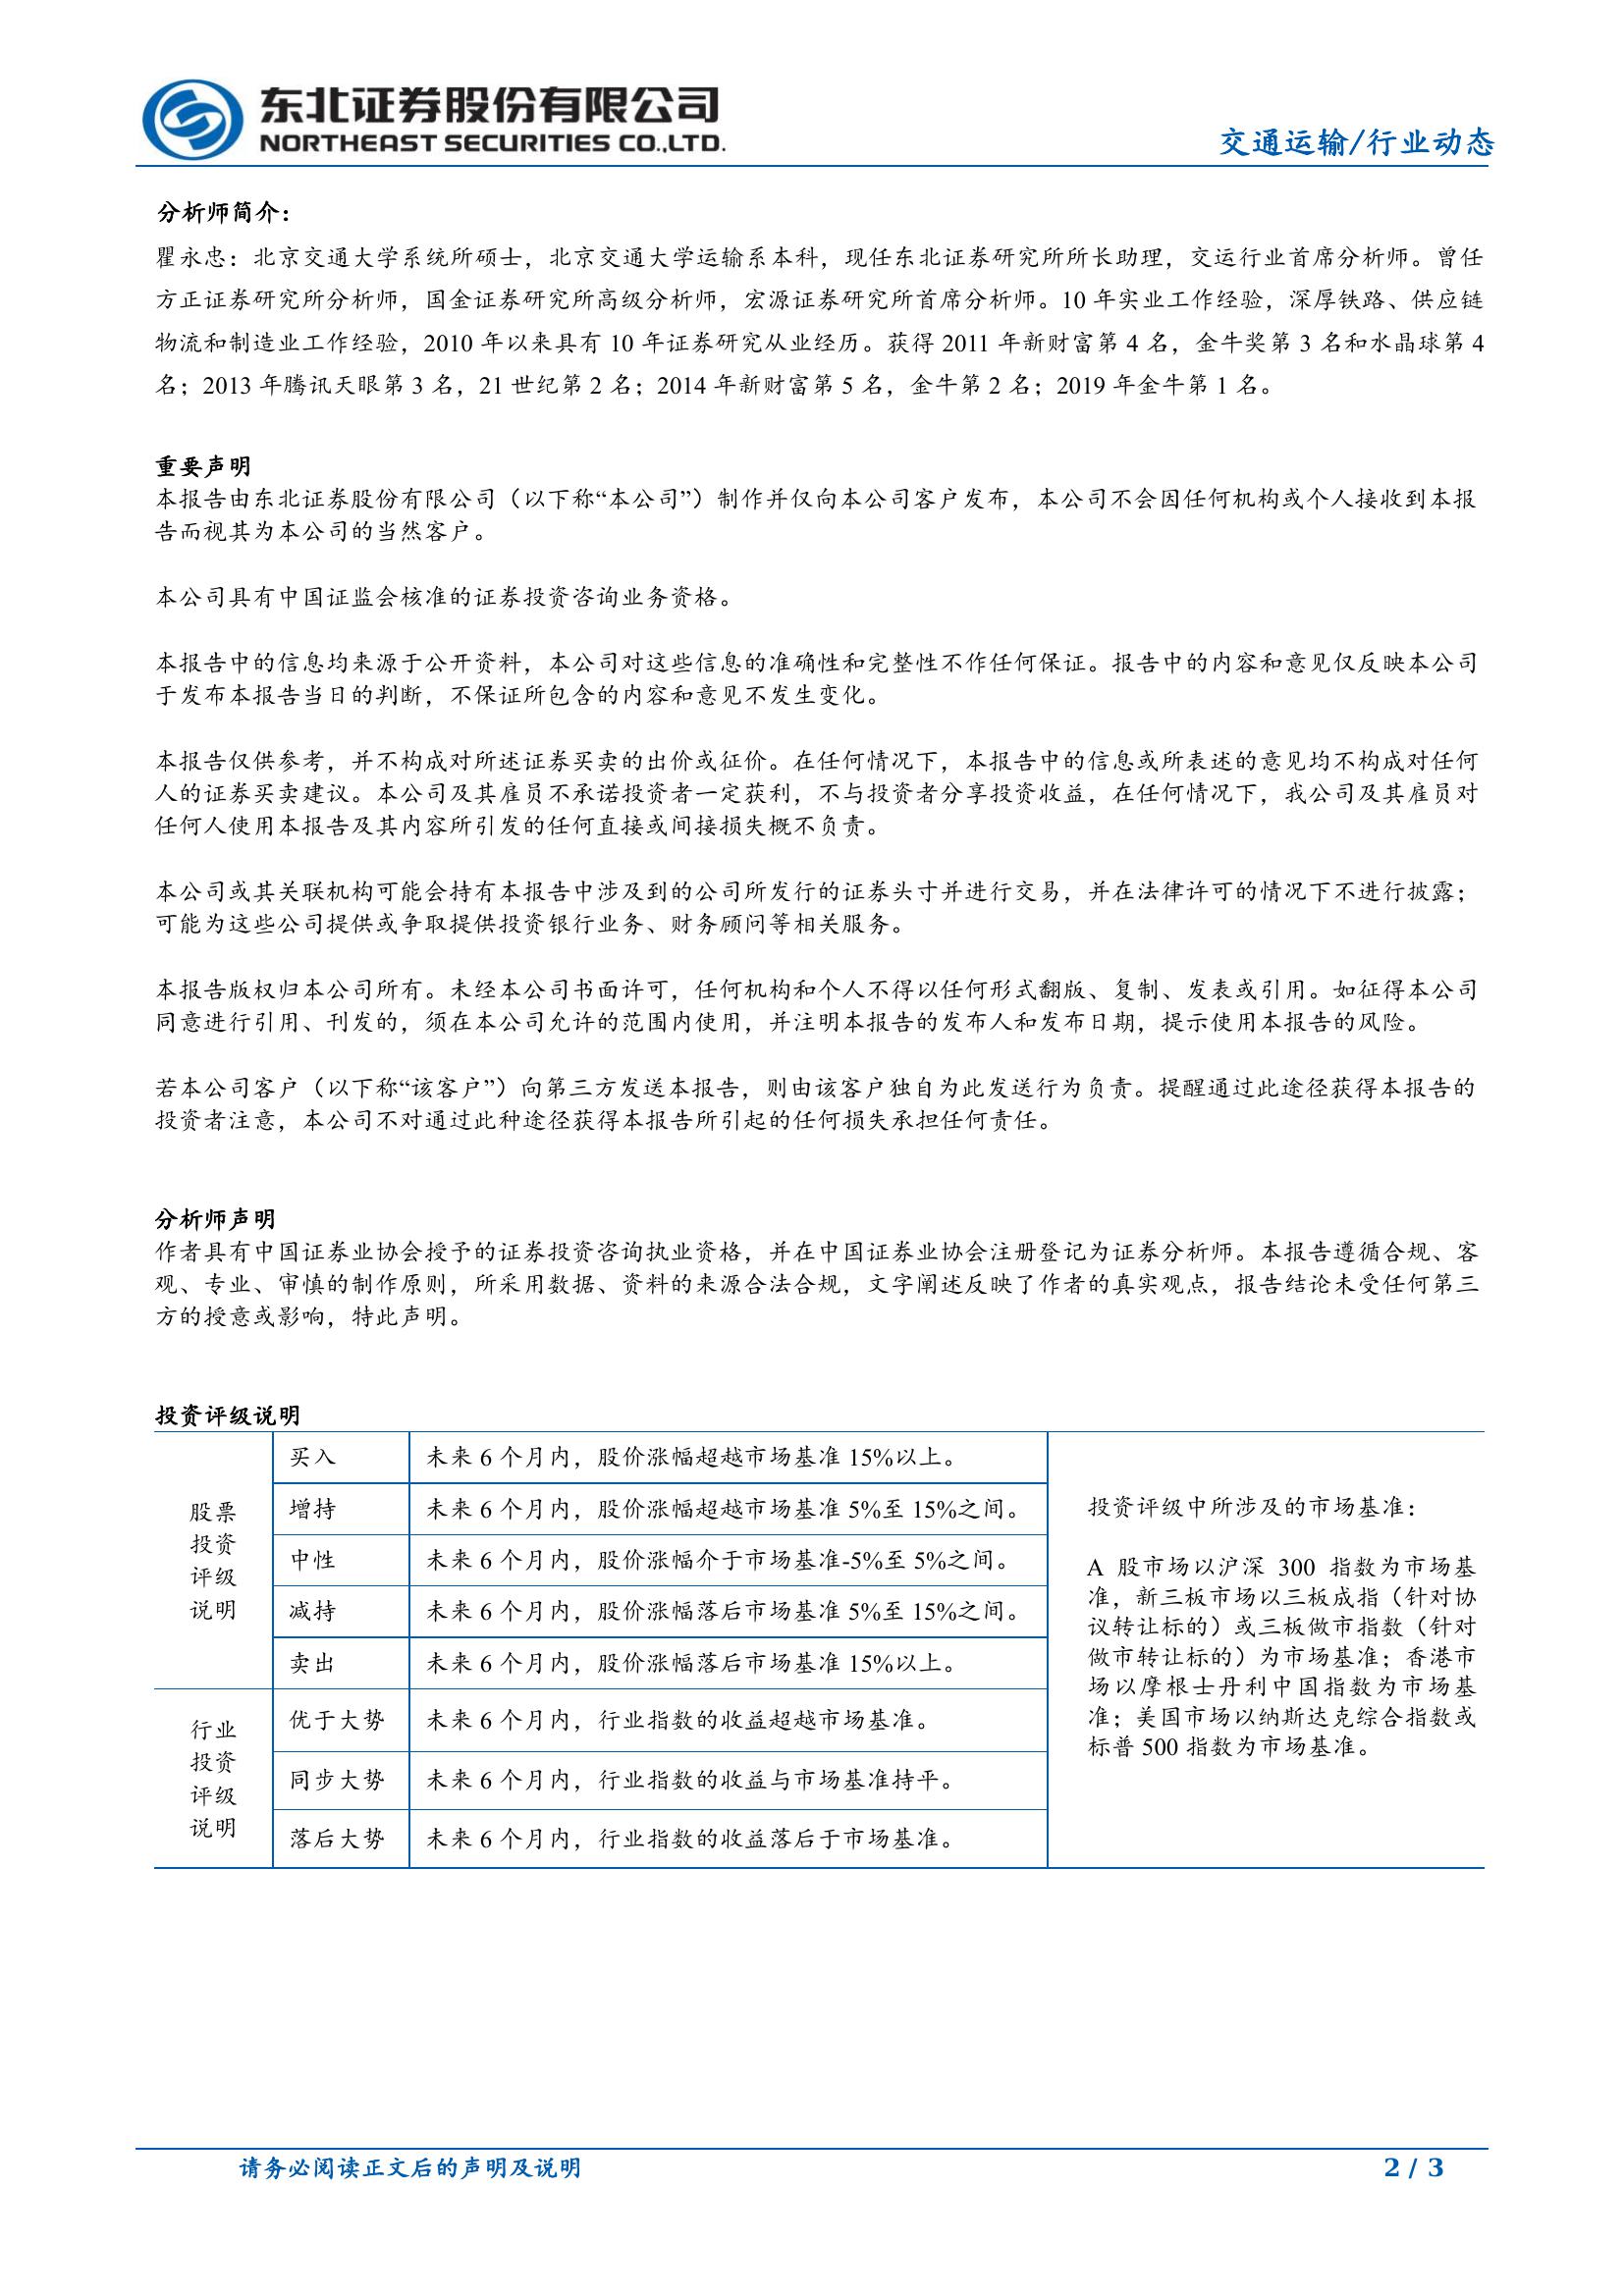 东北证券股份有限公司
NORTHEAST SECURITIES CO.,LTD.
交通运输/行业动态
分析师简介：
瞿永忠：北京交通大学系统所硕士，北京交通大学运输系本科，现任东北证券研究所所长助理，交运行业首席分析师。曾任
方正证券研究所分析师，国金证券研究所高级分析师，宏源证券研究所首席分析师。10 年实业工作经验，深厚铁路、供应链
物流和制造业工作经验，2010 年以来具有 10 年证券研究从业经历。获得 2011 年新财富第 4 名，金牛奖第 3 名和水晶球第 4
名；2013 年腾讯天眼第 3 名，21 世纪第 2 名；2014 年新财富第 5 名，金牛第 2 名；2019 年金牛第 1 名。
重要声明
本报告由东北证券股份有限公司（以下称“本公司”）制作并仅向本公司客户发布，本公司不会因任何机构或个人接收到本报
告而视其为本公司的当然客户。
本公司具有中国证监会核准的证券投资咨询业务资格。
本报告中的信息均来源于公开资料，本公司对这些信息的准确性和完整性不作任何保证。报告中的内容和意见仅反映本公司
于发布本报告当日的判断，不保证所包含的内容和意见不发生变化。
本报告仅供参考，并不构成对所述证券买卖的出价或征价。在任何情况下，本报告中的信息或所表述的意见均不构成对任何
人的证券买卖建议。本公司及其雇员不承诺投资者一定获利，不与投资者分享投资收益，在任何情况下，我公司及其雇员对
任何人使用本报告及其内容所引发的任何直接或间接损失概不负责。
本公司或其关联机构可能会持有本报告中涉及到的公司所发行的证券头寸并进行交易，并在法律许可的情况下不进行披露；
可能为这些公司提供或争取提供投资银行业务、财务顾问等相关服务。
本报告版权归本公司所有。未经本公司书面许可，任何机构和个人不得以任何形式翻版、复制、发表或引用。如征得本公司
同意进行引用、刊发的，须在本公司允许的范围内使用，并注明本报告的发布人和发布日期，提示使用本报告的风险。
若本公司客户（以下称“该客户”）向第三方发送本报告，则由该客户独自为此发送行为负责。提醒通过此途径获得本报告的
投资者注意，本公司不对通过此种途径获得本报告所引起的任何损失承担任何责任。
分析师声明
作者具有中国证券业协会授予的证券投资咨询执业资格，并在中国证券业协会注册登记为证券分析师。本报告遵循合规、客
观、专业、审慎的制作原则，所采用数据、资料的来源合法合规，文字阐述反映了作者的真实观点，报告结论未受任何第三
方的授意或影响，特此声明。
投资评级说明
股票
投资
评级
说明
买入 未来 6 个月内，股价涨幅超越市场基准 15%以上。
增持 未来 6 个月内，股价涨幅超越市场基准 5%至 15%之间。
中性 未来 6 个月内，股价涨幅介于市场基准-5%至 5%之间。
减持 未来 6 个月内，股价涨幅落后市场基准 5%至 15%之间。
卖出 未来 6 个月内，股价涨幅落后市场基准 15%以上。
行业
投资
评级
说明
优于大势 未来 6 个月内，行业指数的收益超越市场基准。
同步大势 未来 6 个月内，行业指数的收益与市场基准持平。
落后大势 未来 6 个月内，行业指数的收益落后于市场基准。
投资评级中所涉及的市场基准：
A 股市场以沪深 300 指数为市场基
准，新三板市场以三板成指（针对协
议转让标的）或三板做市指数（针对
做市转让标的）为市场基准；香港市
场以摩根士丹利中国指数为市场基
准；美国市场以纳斯达克综合指数或
标普 500 指数为市场基准。
请务必阅读正文后的声明及说明
2 / 3